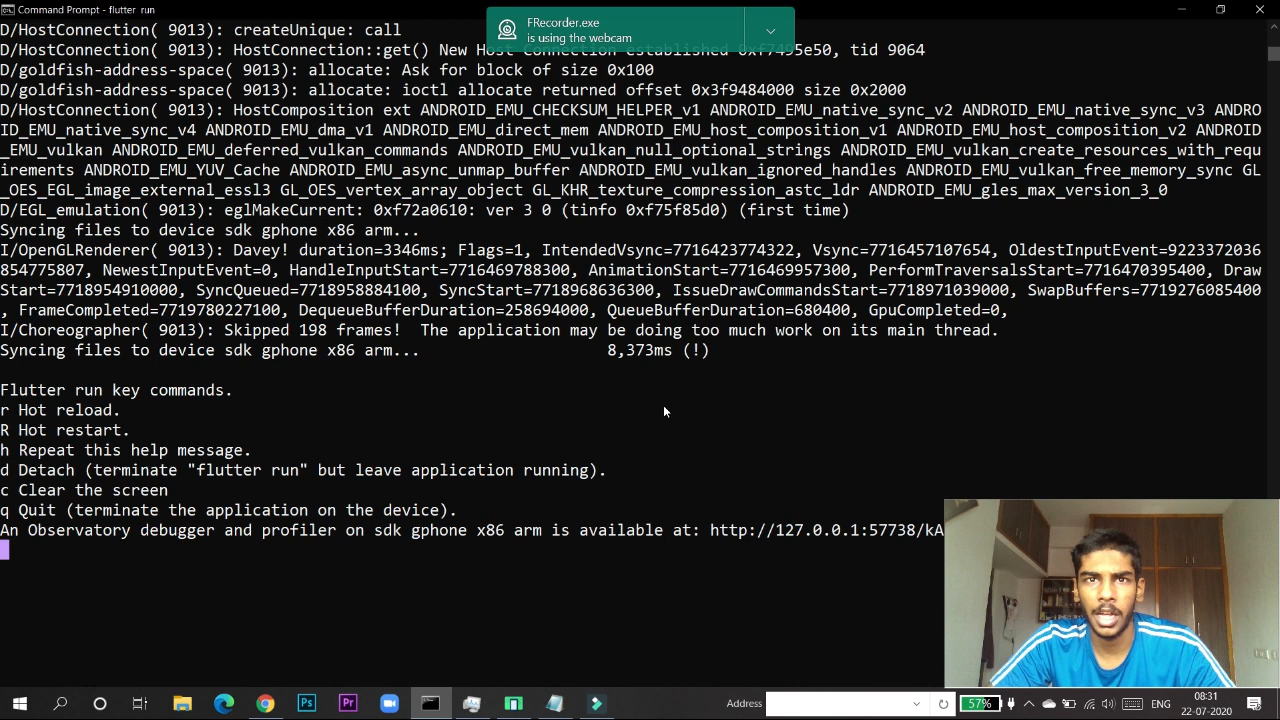 Command Prompt - flutter run
FRecorder.exe
is using the webcam
D/HostConnection( 9013): createUnique: call
D/HostConnection( 9013): HostConnection::get() New Host Connection established 0xf7495e50, tid 9064
D/goldfish-address-space( 9013): allocate: Ask for block of size 0x100
D/goldfish-address-space( 9013): allocate: ioctl allocate returned offset 0x3f9484000 size 0x2000
D/HostConnection( 9013): HostComposition ext ANDROID_EMU_CHECKSUM_HELPER_v1 ANDROID_EMU_native_sync_v2 ANDROID_EMU_native_sync_v3 ANDRO
ID_EMU_native_sync_v4 ANDROID_EMU_dma_v1 ANDROID_EMU_direct_mem ANDROID_EMU_host_composition_v1 ANDROID_EMU_host_composition_v2 ANDROID
_EMU_vulkan ANDROID_EMU_deferred_vulkan_commands ANDROID_EMU_vulkan_null_optional_strings ANDROID_EMU_vulkan_create_resources_with_requ
irements ANDROID_EMU_YUV_Cache ANDROID_EMU_async_unmap_buffer ANDROID_EMU_vulkan_ignored_handles ANDROID_EMU_vulkan_free_memory_sync GL
_OES_EGL_image_external_essl3 GL_OES_vertex_array_object GL_KHR_texture_compression_astc_ldr ANDROID_EMU_gles_max_version_3_0
D/EGL_emulation( 9013): eglMakeCurrent: 0xf72a0610: ver 3 0 (tinfo 0xf75f85d0) (first time)
Syncing files to device sdk gphone x86 arm...
I/OpenGLRenderer( 9013): Davey! duration=3346ms; Flags=1, IntendedVsync=7716423774322, Vsync=7716457107654, OldestInputEvent=9223372036
854775807, NewestInputEvent=0, HandleInputStart=7716469788300, AnimationStart=7716469957300, PerformTraversalsStart=7716470395400, Draw
Start=7718954910000, SyncQueued=7718958884100, SyncStart=7718968636300, IssueDrawCommandsStart=7718971039000, SwapBuffers=7719276085400
, FrameCompleted=7719780227100, DequeueBufferDuration=258694000, QueueBufferDuration=680400, GpuCompleted=0,
I/Choreographer( 9013): Skipped 198 frames!  The application may be doing too much work on its main thread.
Syncing files to device sdk gphone x86 arm... 8,373ms (!)
Flutter run key commands.
r Hot reload.
R Hot restart.
h Repeat this help message.
d Detach (terminate "flutter run" but leave application running).
c Clear the screen
q Quit (terminate the application on the device).
An Observatory debugger and profiler on sdk gphone x86 arm is available at: http://127.0.0.1:57738/kA
Ps
Pr
Address
57%
ENG
08:31
22-07-2020